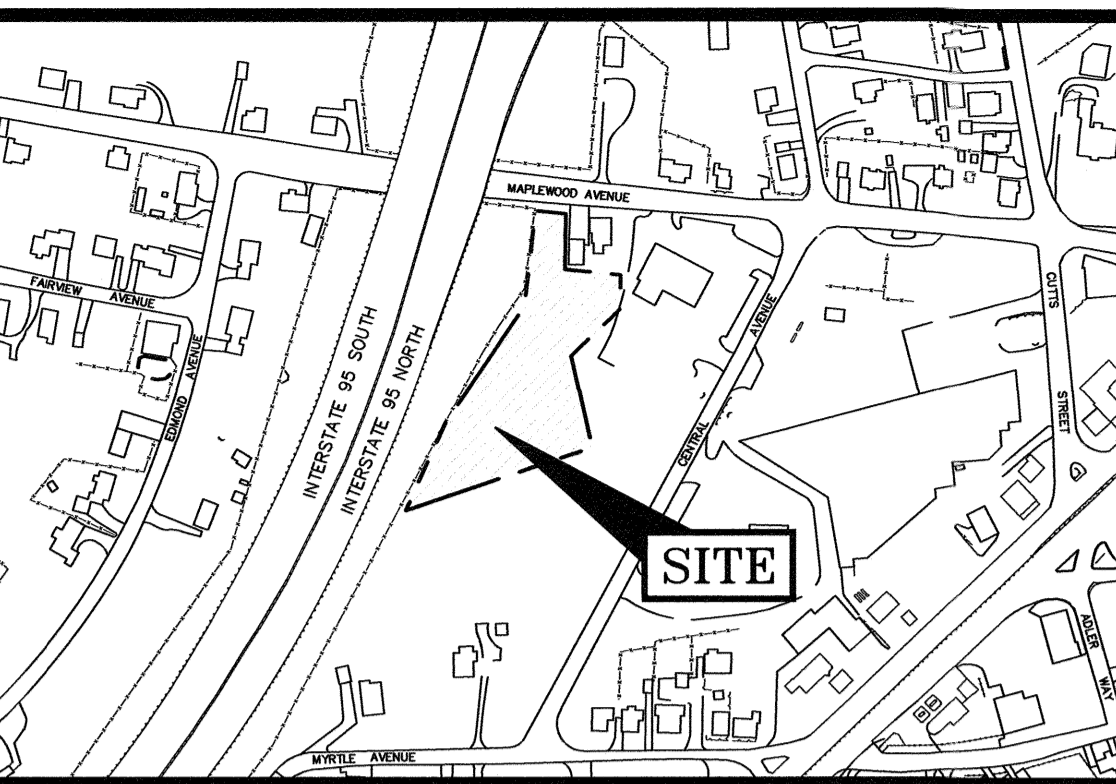 MAPLEWOOD AVENUE
FAIRVIEW AVENUE
EDMOND AVENUE
INTERSTATE 95 SOUTH
INTERSTATE 95 NORTH
CENTRAL AVENUE
CUTTS STREET
SITE
ADLER WAY
MYRTLE AVENUE